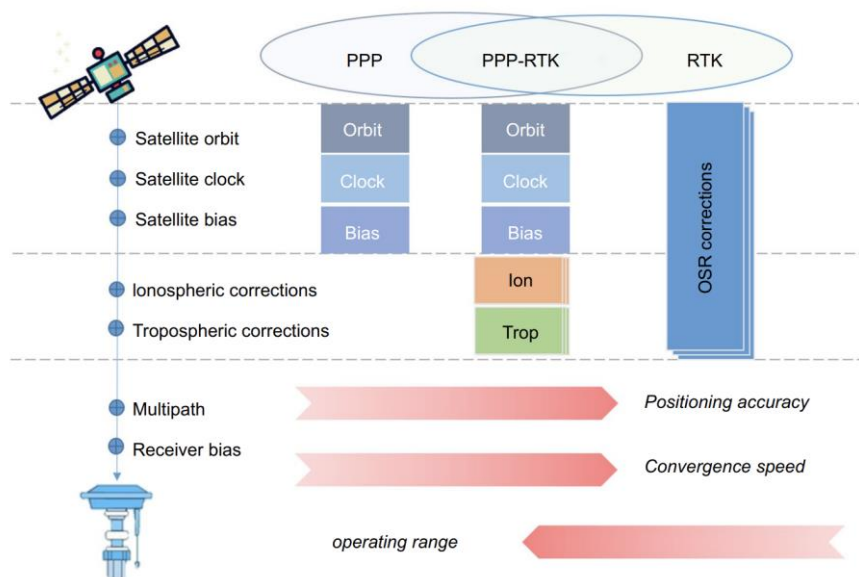 PPP
PPP-RTK
RTK
Satellite orbit
Orbit
Orbit
Satellite clock
Clock
Clock
Satellite bias
Bias
Bias
OSR corrections
Ionospheric corrections
Ion
Tropospheric corrections
Trop
Multipath
Positioning accuracy
Receiver bias
Convergence speed
operating range